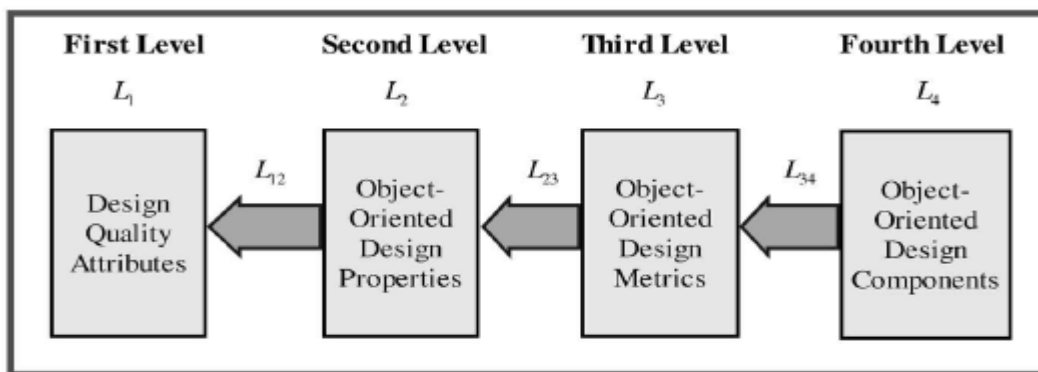 First Level Second Level Third Level Fourth Level
L1 L2 L3 L4
L12 L23 L34
Design
Quality
Attributes
Object-
Oriented
Design
Properties
Object-
Oriented
Design
Metrics
Object-
Oriented
Design
Components